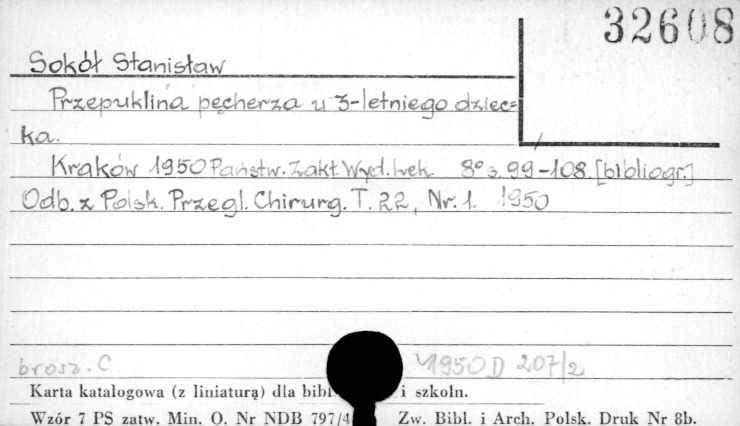 32608
Sokół Stanisław
Przepuklina pęcherza u 3-letniego dziec=
ka.
Kraków 1950 Państw. Zakł. Wyd. Lek. 8° s. 99-108. [bibliogr.]
Odb. z Polsk. Przegl. Chirurg. T. 22, Nr. 1. 1950
brosz. C 1950 D 207/2
Karta katalogowa (z liniaturą) dla bibl. i szkoln.
Wzór 7 PS zatw. Min. O. Nr NDB 797/4 Zw. Bibl. i Arch. Polsk. Druk Nr 8b.